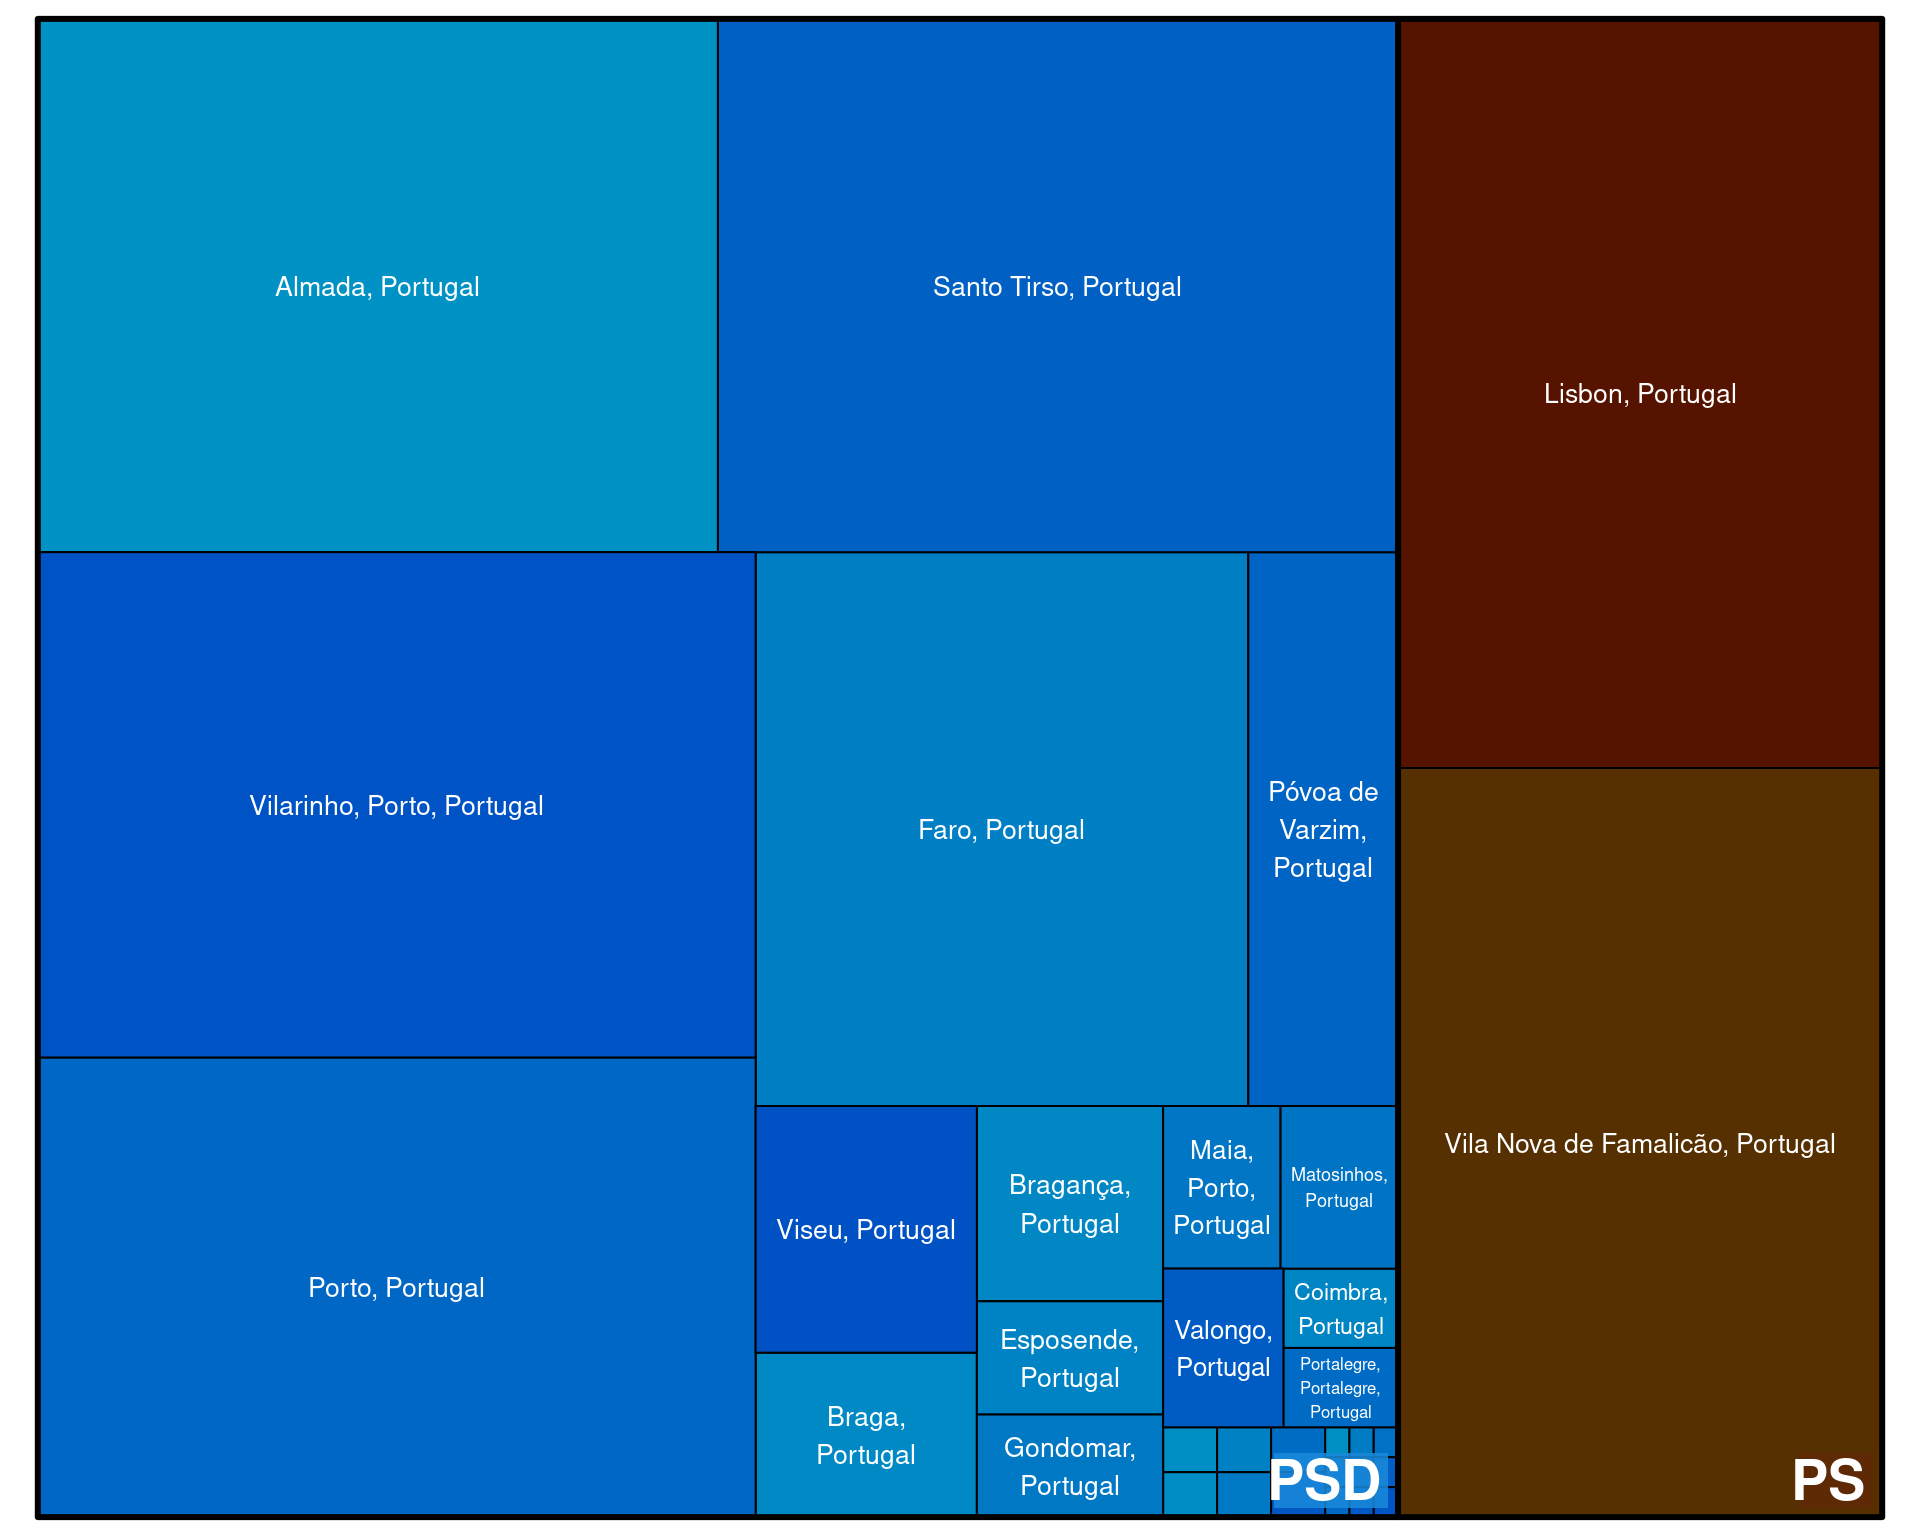 Almada, Portugal
Santo Tirso, Portugal
Lisbon, Portugal
Vilarinho, Porto, Portugal
Faro, Portugal
Póvoa de
Varzim,
Portugal
Porto, Portugal
Viseu, Portugal
Braga,
Portugal
Bragança,
Portugal
Esposende,
Portugal
Gondomar,
Portugal
Maia,
Porto,
Portugal
Matosinhos,
Portugal
Valongo,
Portugal
Coimbra,
Portugal
Portalegre,
Portalegre,
Portugal
PSD
Vila Nova de Famalicão, Portugal
PS